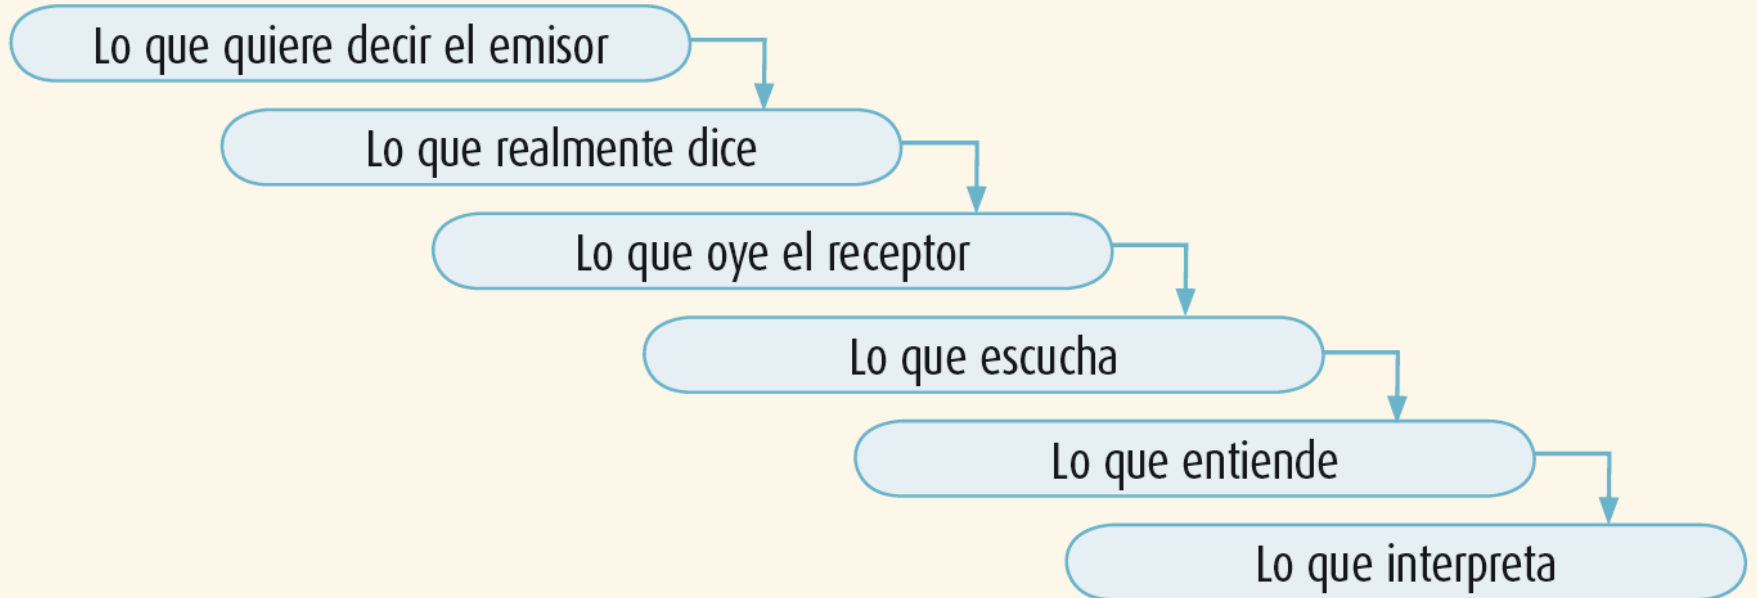 Lo que quiere decir el emisor
Lo que realmente dice
Lo que oye el receptor
Lo que escucha
Lo que entiende
Lo que interpreta